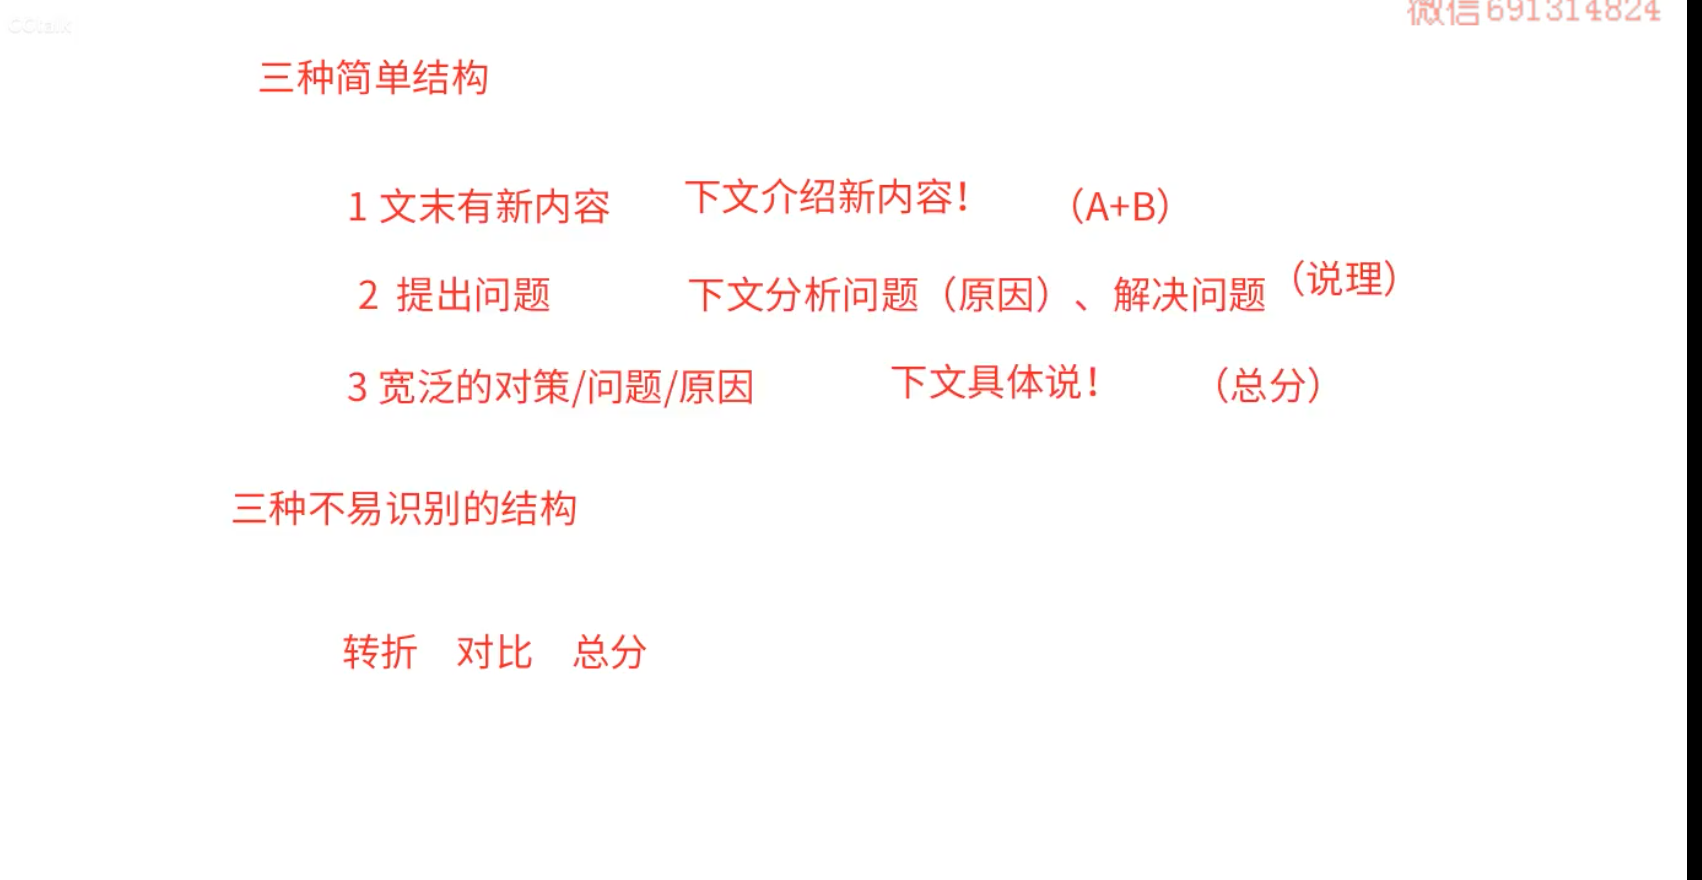 CCtalk
微信691314824
三种简单结构
1 文末有新内容 下文介绍新内容！ （A+B）
2 提出问题 下文分析问题（原因）、解决问题（说理）
3 宽泛的对策/问题/原因 下文具体说！ （总分）
三种不易识别的结构
转折 对比 总分